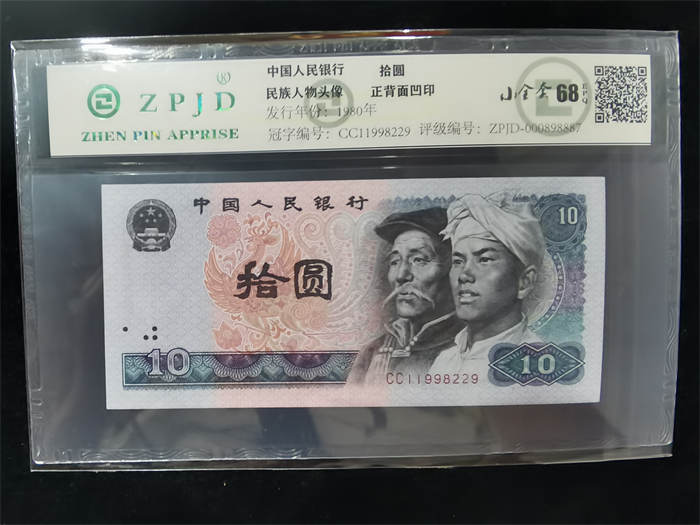 ZPJD®
ZHEN PIN APPRISE
中国人民银行 拾圆
民族人物头像 正背面凹印
发行年份：1980年
冠字编号：CC11998229 评级编号：ZPJD-000898887
68
EPQ
中国人民银行
10
拾圆
10
CC11998229
10